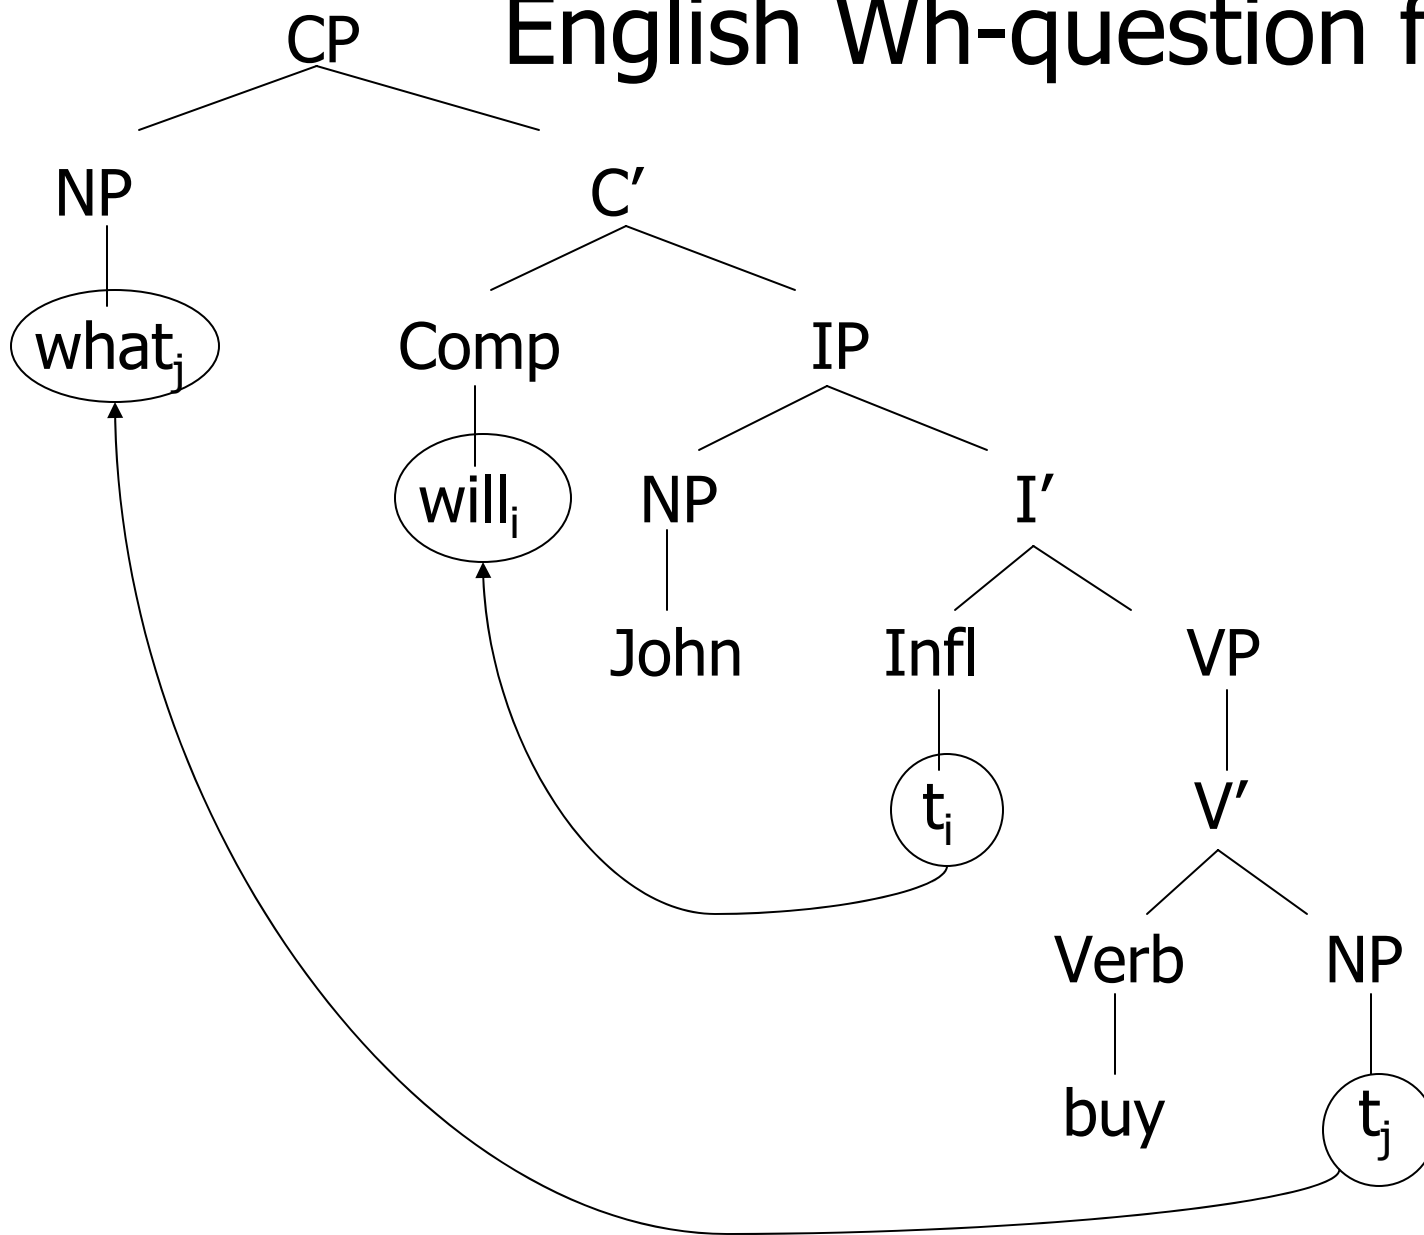 English Wh-question f
CP
NP C′
whatj Comp IP
willi NP I′
John Infl VP
ti V′
Verb NP
buy tj